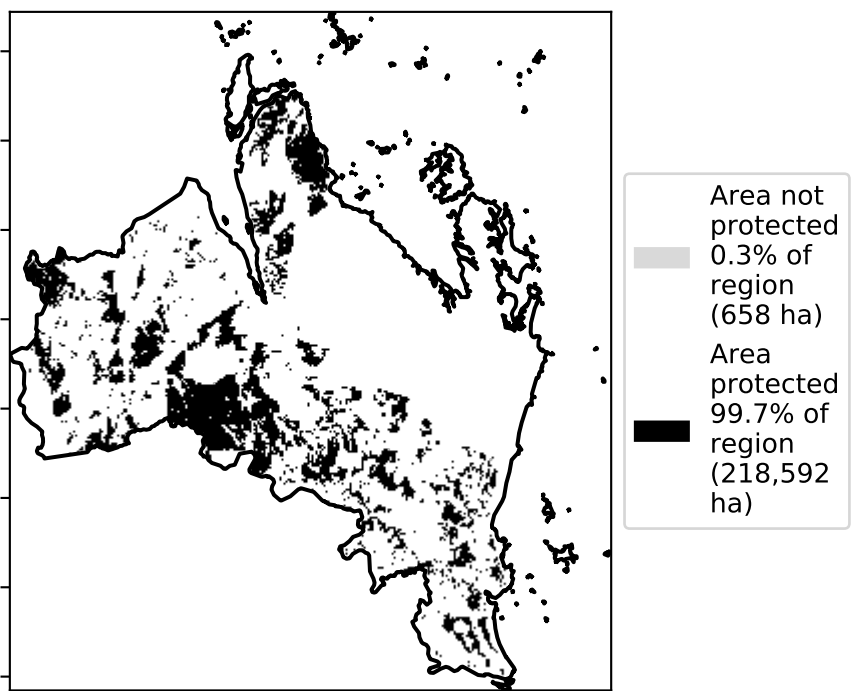 Area not
protected
0.3% of
region
(658 ha)
Area
protected
99.7% of
region
(218,592
ha)